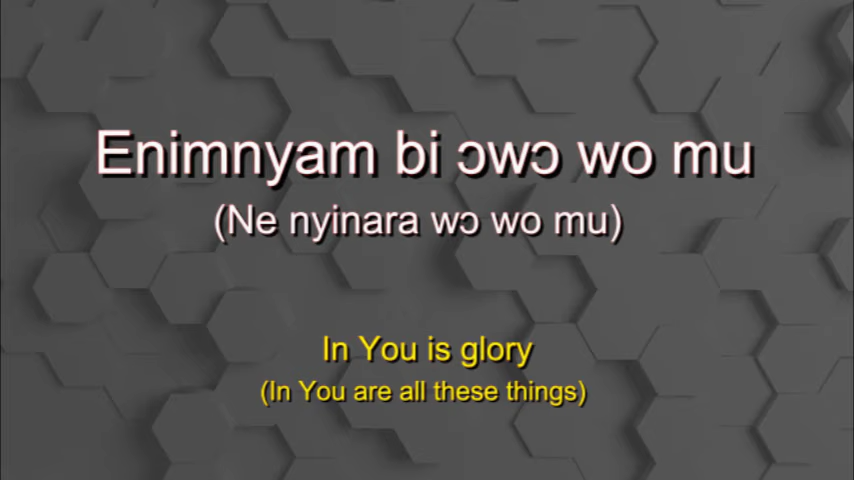 Enimnyam bi ɔwɔ wo mu
(Ne nyinara wɔ wo mu)
In You is glory
(In You are all these things)